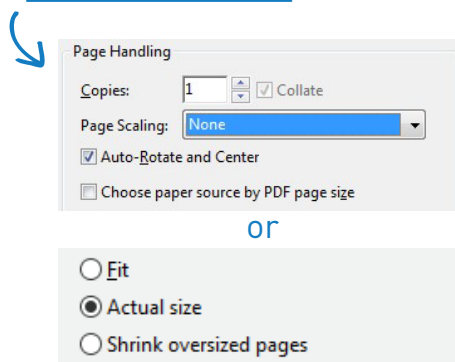 Page Handling
Copies: 1 Collate
Page Scaling: None
Auto-Rotate and Center
Choose paper source by PDF page size
or
Fit
Actual size
Shrink oversized pages